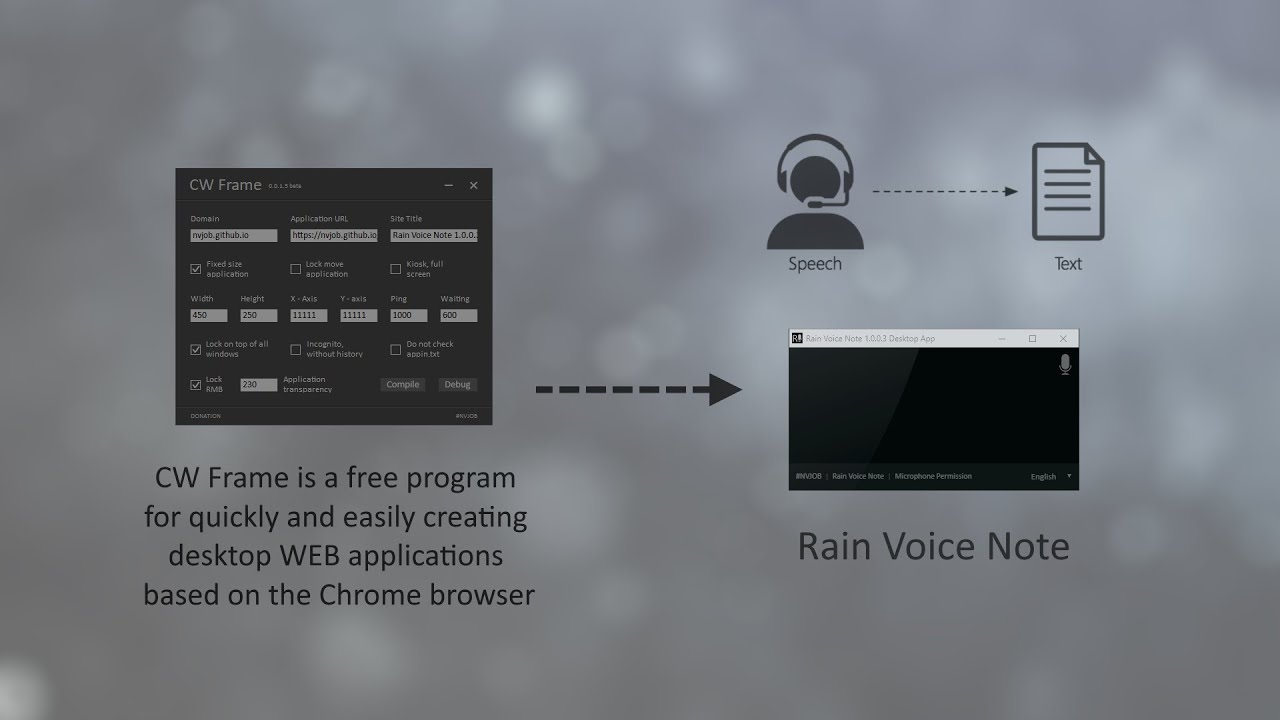 CW Frame 0.0.1.5 beta
Domain Application URL Site Title
nvjob.github.io https://nvjob.github.io Rain Voice Note 1.0.0.
Fixed size application
Lock move application
Kiosk, full screen
Width Height X - Axis Y - axis Ping Waiting
450 250 11111 11111 1000 600
Lock on top of all windows
Incognito, without history
Do not check appin.txt
Lock RMB
230
Application transparency
Compile Debug
DONATION #NVJOB
CW Frame is a free program
for quickly and easily creating
desktop WEB applications
based on the Chrome browser
Speech
Text
Rain Voice Note 1.0.0.3 Desktop App
#NVJOB | Rain Voice Note | Microphone Permission English
Rain Voice Note